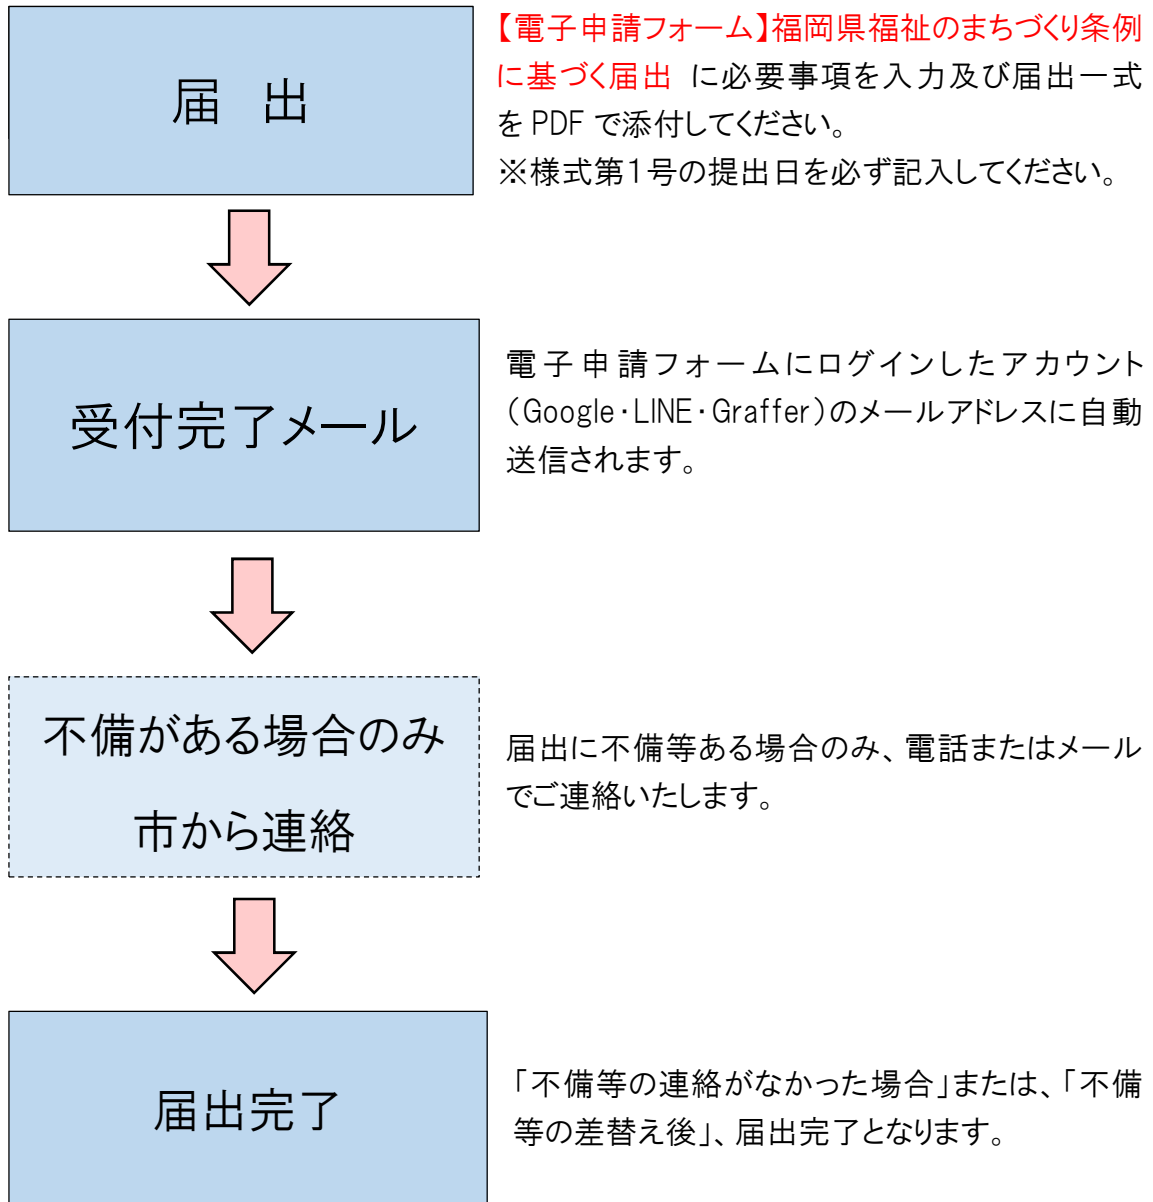 届　出
【電子申請フォーム】福岡県福祉のまちづくり条例
に基づく届出 に必要事項を入力及び届出一式
を PDF で添付してください。
※様式第１号の提出日を必ず記入してください。
受付完了メール
電子申請フォームにログインしたアカウント
（Google・LINE・Graffer）のメールアドレスに自動
送信されます。
不備がある場合のみ
市から連絡
届出に不備等ある場合のみ、電話またはメール
でご連絡いたします。
届出完了
「不備等の連絡がなかった場合」または、「不備
等の差替え後」、届出完了となります。